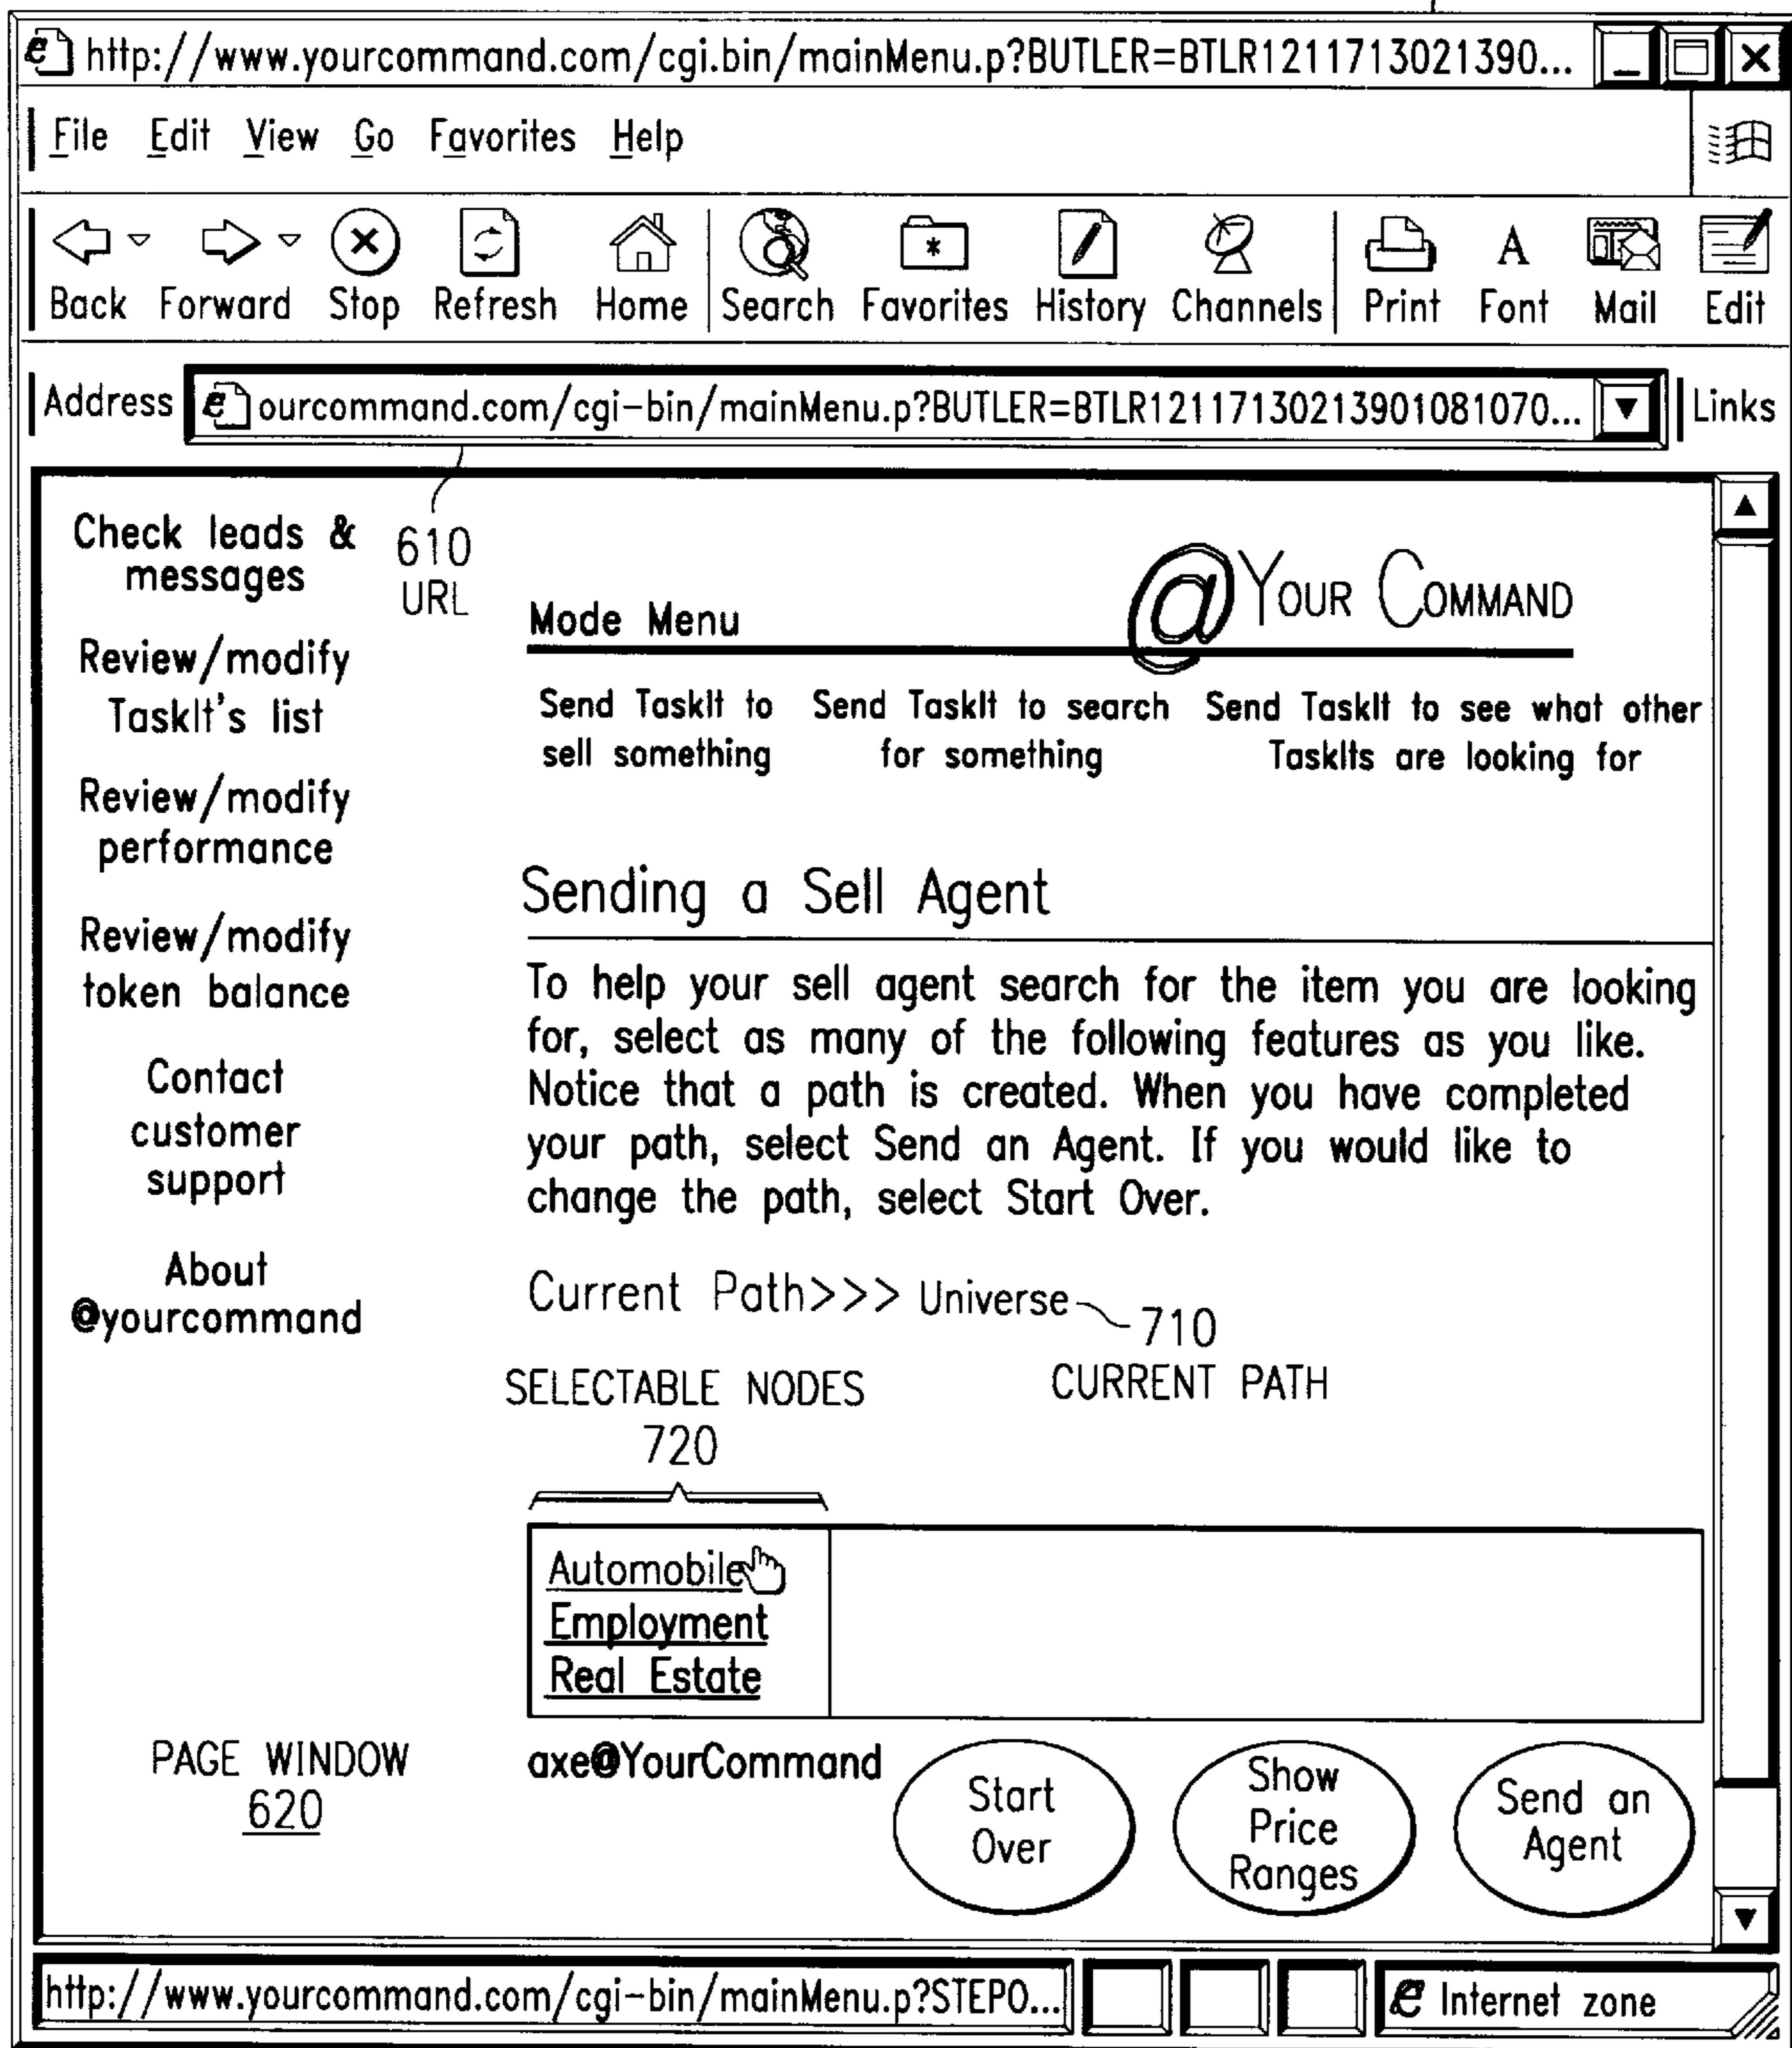 http://www.yourcommand.com/cgi.bin/mainMenu.p?BUTLER=BTLR1211713021390...
File Edit View Go Favorites Help
Back Forward Stop Refresh Home Search Favorites History Channels Print Font Mail Edit
Address ourcommand.com/cgi-bin/mainMenu.p?BUTLER=BTLR12117130213901081070... Links
Check leads &
messages
610
URL
Review/modify
TaskIt's list
Review/modify
performance
Review/modify
token balance
Contact
customer
support
About
@yourcommand
Mode Menu
@YOUR COMMAND
Send TaskIt to
sell something
Send TaskIt to search
for something
Send TaskIt to see what other
TaskIts are looking for
Sending a Sell Agent
To help your sell agent search for the item you are looking
for, select as many of the following features as you like.
Notice that a path is created. When you have completed
your path, select Send an Agent. If you would like to
change the path, select Start Over.
Current Path>>> Universe
710
CURRENT PATH
SELECTABLE NODES
720
Automobile
Employment
Real Estate
PAGE WINDOW
620
axe@YourCommand
Start
Over
Show
Price
Ranges
Send an
Agent
http://www.yourcommand.com/cgi-bin/mainMenu.p?STEPO...
e Internet zone